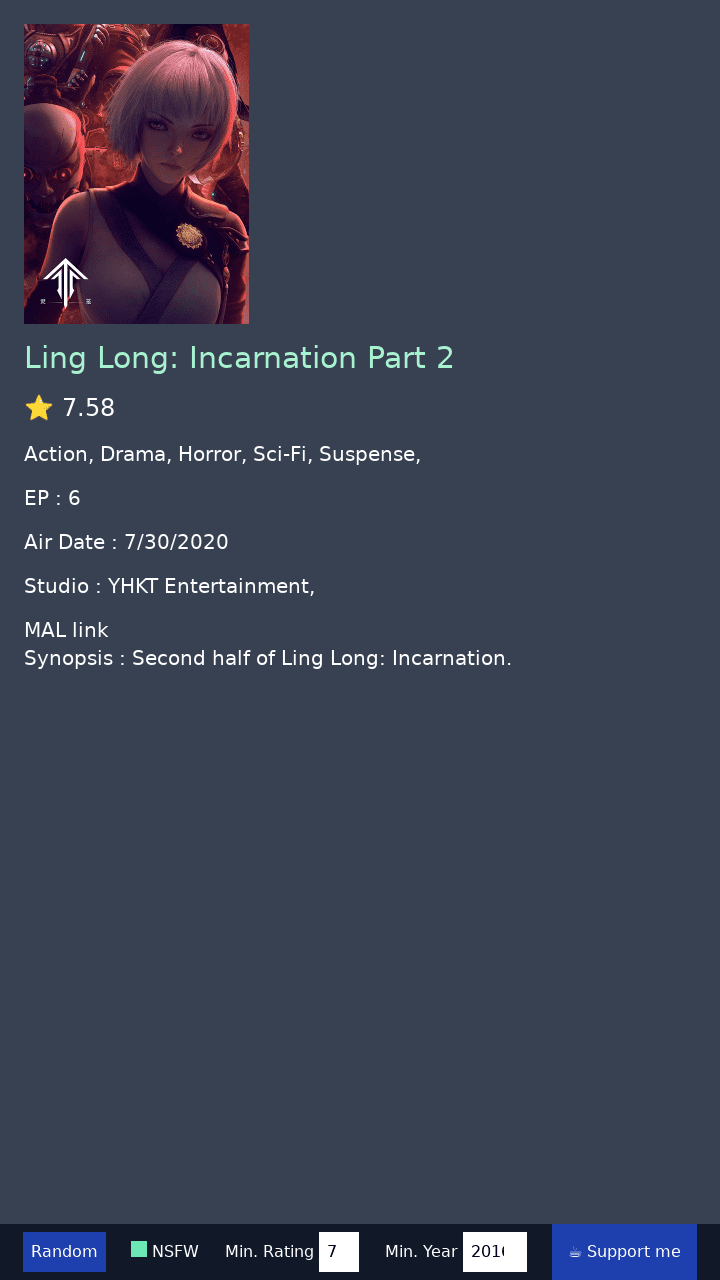 Ling Long: Incarnation Part 2
⭐ 7.58
Action, Drama, Horror, Sci-Fi, Suspense,
EP : 6
Air Date : 7/30/2020
Studio : YHKT Entertainment,
MAL link
Synopsis : Second half of Ling Long: Incarnation.
Random NSFW Min. Rating 7 Min. Year ☕ Support me